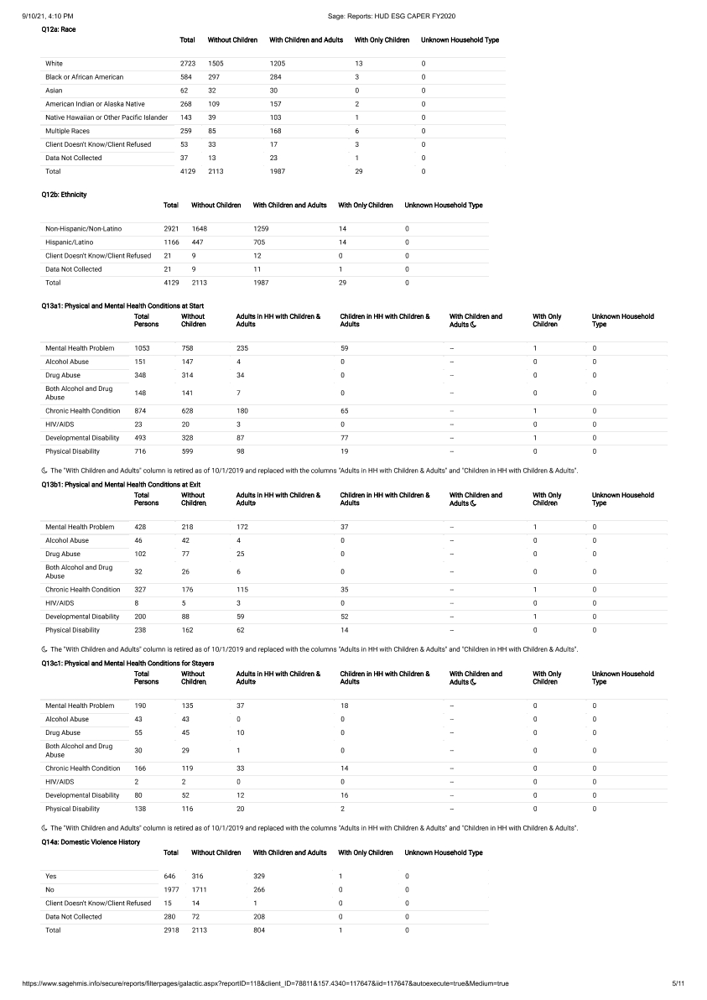 9/10/21, 4:10 PM Sage: Reports: HUD ESG CAPER FY2020
Q12a: Race
Total Without Children With Children and Adults With Only Children Unknown Household Type
White 2723 1505 1205 13 0
Black or African American 584 297 284 3 0
Asian 62 32 30 0 0
American Indian or Alaska Native 268 109 157 2 0
Native Hawaiian or Other Pacific Islander 143 39 103 1 0
Multiple Races 259 85 168 6 0
Client Doesn't Know/Client Refused 53 33 17 3 0
Data Not Collected 37 13 23 1 0
Total 4129 2113 1987 29 0
Q12b: Ethnicity
Total Without Children With Children and Adults With Only Children Unknown Household Type
Non-Hispanic/Non-Latino 2921 1648 1259 14 0
Hispanic/Latino 1166 447 705 14 0
Client Doesn't Know/Client Refused 21 9 12 0 0
Data Not Collected 21 9 11 1 0
Total 4129 2113 1987 29 0
Q13a1: Physical and Mental Health Conditions at Start
Total Without Adults in HH with Children & Children in HH with Children & With Children and With Only Unknown Household
Persons Children Adults Adults Adults Children Type
Mental Health Problem 1053 758 235 59 -- 1 0
Alcohol Abuse 151 147 4 0 -- 0 0
Drug Abuse 348 314 34 0 -- 0 0
Both Alcohol and Drug
Abuse 148 141 7 0 -- 0 0
Chronic Health Condition 874 628 180 65 -- 1 0
HIV/AIDS 23 20 3 0 -- 0 0
Developmental Disability 493 328 87 77 -- 1 0
Physical Disability 716 599 98 19 -- 0 0
The "With Children and Adults" column is retired as of 10/1/2019 and replaced with the columns "Adults in HH with Children & Adults" and "Children in HH with Children & Adults".
Q13b1: Physical and Mental Health Conditions at Exit
Total Without Adults in HH with Children & Children in HH with Children & With Children and With Only Unknown Household
Persons Children Adults Adults Adults Children Type
Mental Health Problem 428 218 172 37 -- 1 0
Alcohol Abuse 46 42 4 0 -- 0 0
Drug Abuse 102 77 25 0 -- 0 0
Both Alcohol and Drug
Abuse 32 26 6 0 -- 0 0
Chronic Health Condition 327 176 115 35 -- 1 0
HIV/AIDS 8 5 3 0 -- 0 0
Developmental Disability 200 88 59 52 -- 1 0
Physical Disability 238 162 62 14 -- 0 0
The "With Children and Adults" column is retired as of 10/1/2019 and replaced with the columns "Adults in HH with Children & Adults" and "Children in HH with Children & Adults".
Q13c1: Physical and Mental Health Conditions for Stayers
Total Without Adults in HH with Children & Children in HH with Children & With Children and With Only Unknown Household
Persons Children Adults Adults Adults Children Type
Mental Health Problem 190 135 37 18 -- 0 0
Alcohol Abuse 43 43 0 0 -- 0 0
Drug Abuse 55 45 10 0 -- 0 0
Both Alcohol and Drug
Abuse 30 29 1 0 -- 0 0
Chronic Health Condition 166 119 33 14 -- 0 0
HIV/AIDS 2 2 0 0 -- 0 0
Developmental Disability 80 52 12 16 -- 0 0
Physical Disability 138 116 20 2 -- 0 0
The "With Children and Adults" column is retired as of 10/1/2019 and replaced with the columns "Adults in HH with Children & Adults" and "Children in HH with Children & Adults".
Q14a: Domestic Violence History
Total Without Children With Children and Adults With Only Children Unknown Household Type
Yes 646 316 329 1 0
No 1977 1711 266 0 0
Client Doesn't Know/Client Refused 15 14 1 0 0
Data Not Collected 280 72 208 0 0
Total 2918 2113 804 1 0
https://www.sagehmis.info/secure/reports/filterpages/galactic.aspx?reportID=118&client_ID=78811&157.4340=117647&iid=117647&autoexecute=true&Medium=true 5/11